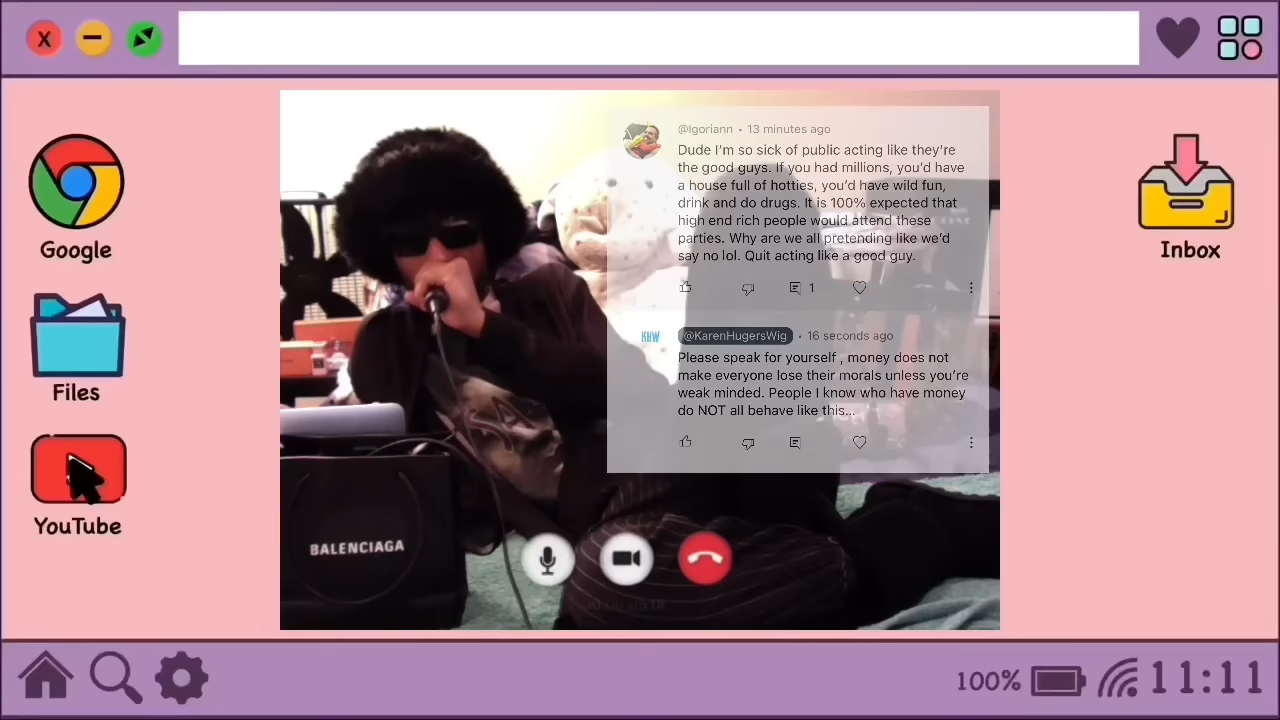 X
Google
Files
YouTube
Inbox
@Igoriann • 13 minutes ago
Dude I'm so sick of public acting like they're
the good guys. If you had millions, you'd have
a house full of hotties, you'd have wild fun,
drink and do drugs. It is 100% expected that
high end rich people would attend these
parties. Why are we all pretending like we'd
say no lol. Quit acting like a good guy.
1
KHW
@KarenHugersWig • 16 seconds ago
Please speak for yourself , money does not
make everyone lose their morals unless you're
weak minded. People I know who have money
do NOT all behave like this...
BALENCIAGA
100%
11:11